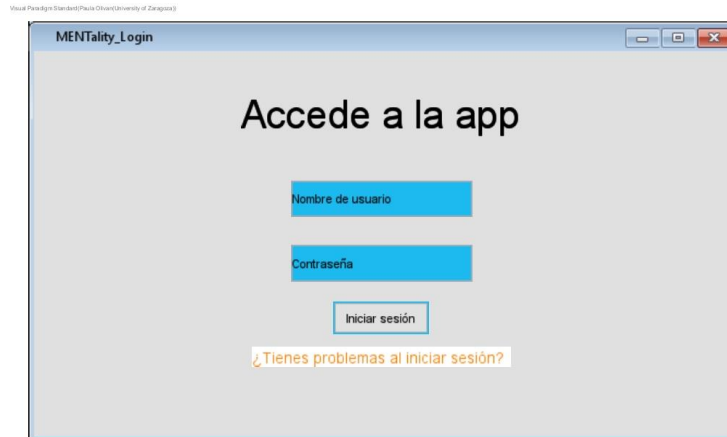 Visual Paradigm Standard(Paula Olivan(University of Zaragoza))
MENTality_Login
Accede a la app
Nombre de usuario
Contraseña
Iniciar sesión
¿Tienes problemas al iniciar sesión?